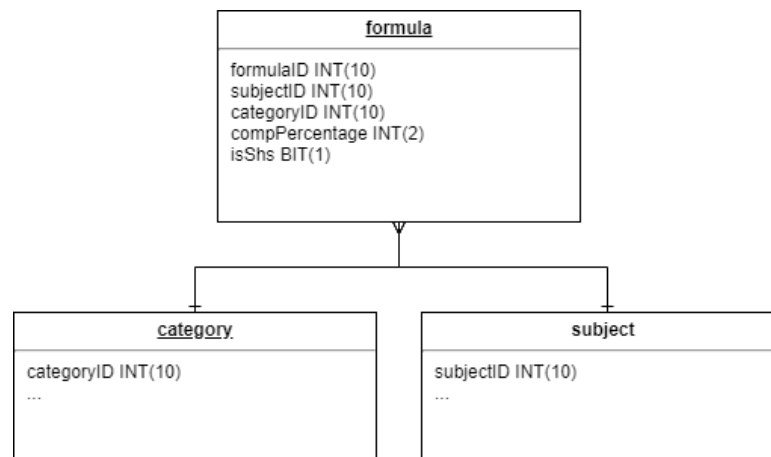 formula
formulaID INT(10)
subjectID INT(10)
categoryID INT(10)
compPercentage INT(2)
isShs BIT(1)
category
categoryID INT(10)
...
subject
subjectID INT(10)
...